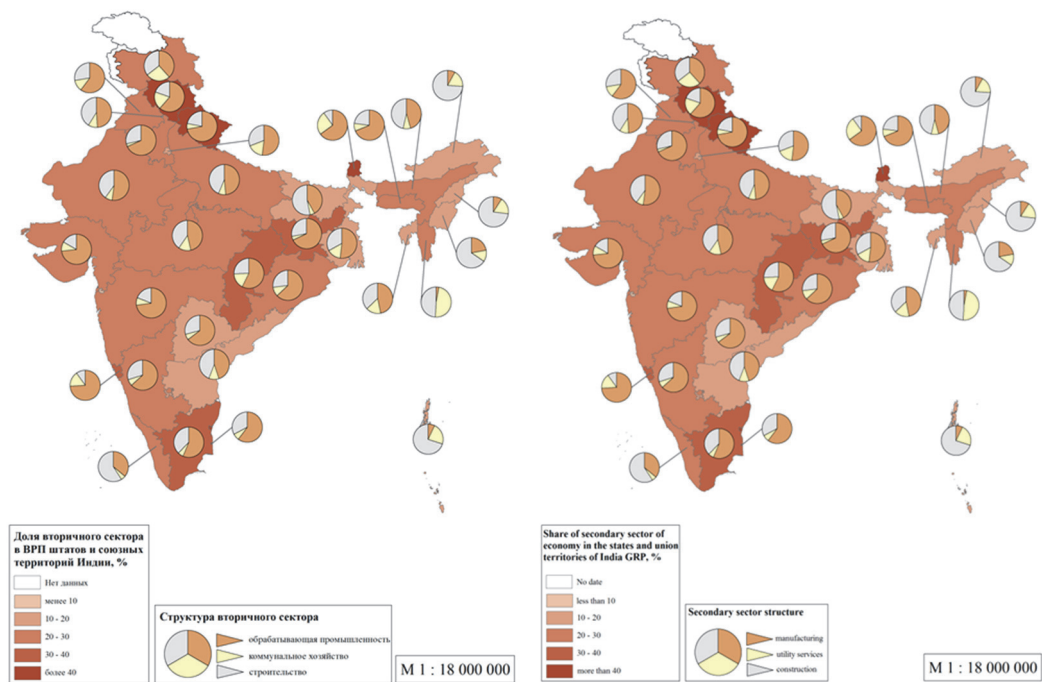 Доля вторичного сектора
в ВРП штатов и союзных
территорий Индии, %
Нет данных
менее 10
10 - 20
20 - 30
30 - 40
более 40
Структура вторичного сектора
обрабатывающая промышленность
коммунальное хозяйство
строительство
М 1 : 18 000 000
Share of secondary sector of
economy in the states and union
territories of India GRP, %
No date
less than 10
10 - 20
20 - 30
30 - 40
more than 40
Secondary sector structure
manufacturing
utility services
construction
М 1 : 18 000 000